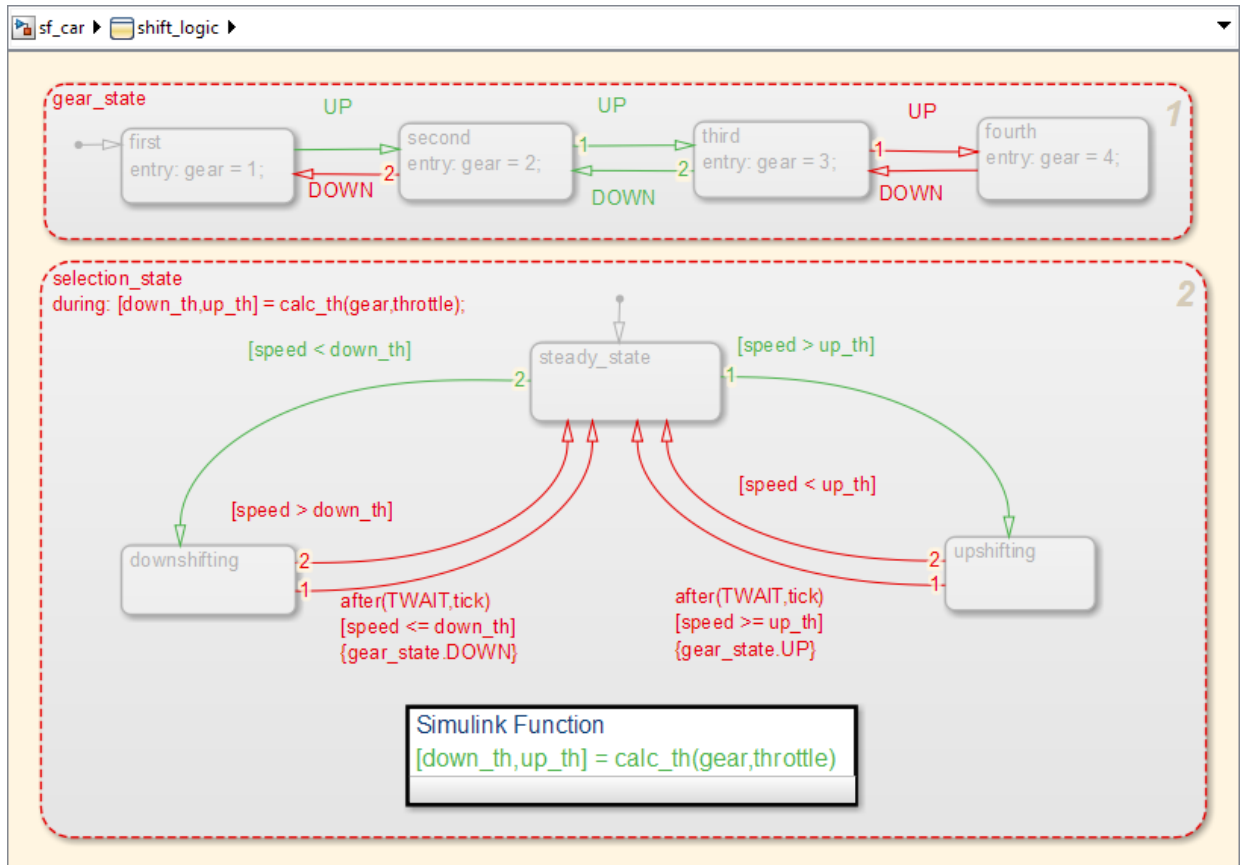 sf_car shift_logic
gear_state
1
UP
UP
UP
first
entry: gear = 1;
second
entry: gear = 2;
third
entry: gear = 3;
fourth
entry: gear = 4;
1
1
2
2
DOWN
DOWN
DOWN
selection_state
2
during: [down_th,up_th] = calc_th(gear,throttle);
[speed < down_th]
[speed > up_th]
steady_state
2
1
[speed > down_th]
[speed < up_th]
downshifting
upshifting
2
2
1
1
after(TWAIT,tick)
[speed <= down_th]
{gear_state.DOWN}
after(TWAIT,tick)
[speed >= up_th]
{gear_state.UP}
Simulink Function
[down_th,up_th] = calc_th(gear,throttle)